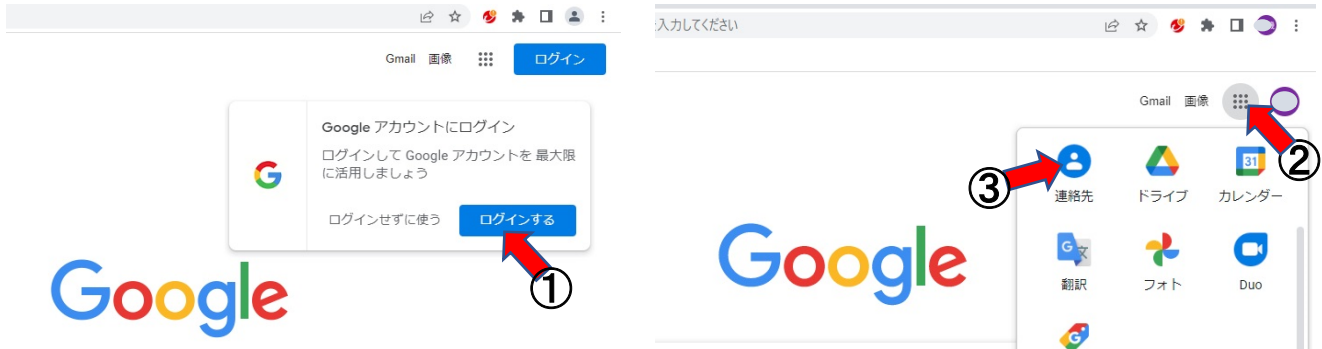 Gmail 画像 ログイン
Google アカウントにログイン
ログインして Google アカウントを 最大限
に活用しましょう
ログインせずに使う ログインする
①
Google
入力してください
Gmail 画像
②
③
31
連絡先 ドライブ カレンダー
G 文
翻訳 フォト Duo
Google
G